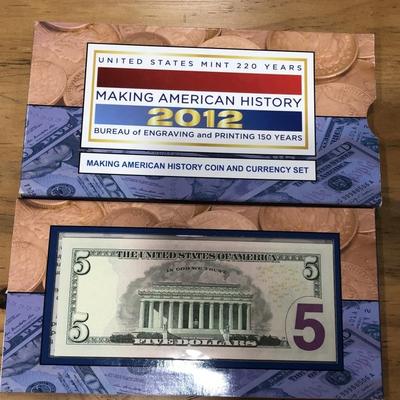 UNITED STATES MINT 220 YEARS
MAKING AMERICAN HISTORY
2012
BUREAU of ENGRAVING and PRINTING 150 YEARS
MAKING AMERICAN HISTORY COIN AND CURRENCY SET
5
THE UNITED STATES OF AMERICA
IN GOD WE TRUST
5
5
FIVE DOLLARS